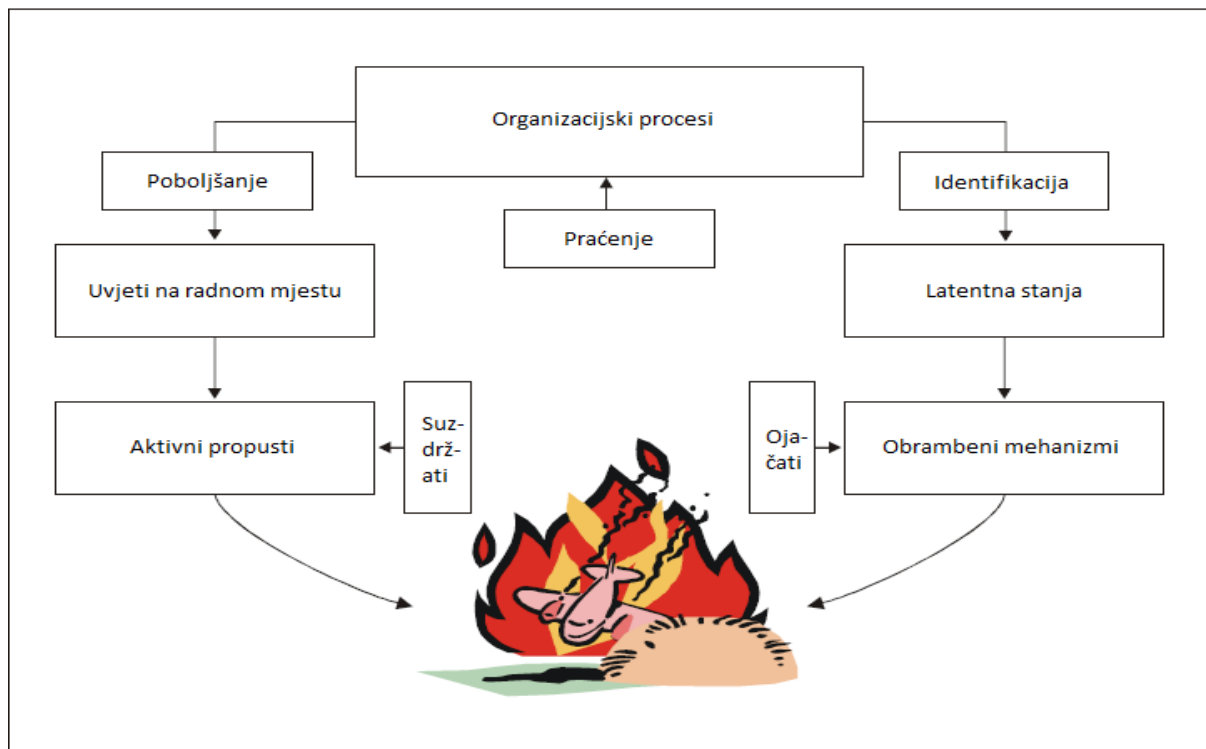 Organizacijski procesi
Poboljšanje
Identifikacija
Praćenje
Uvjeti na radnom mjestu
Latentna stanja
Aktivni propusti
Suz-
drž-
ati
Oja-
čati
Obrambeni mehanizmi